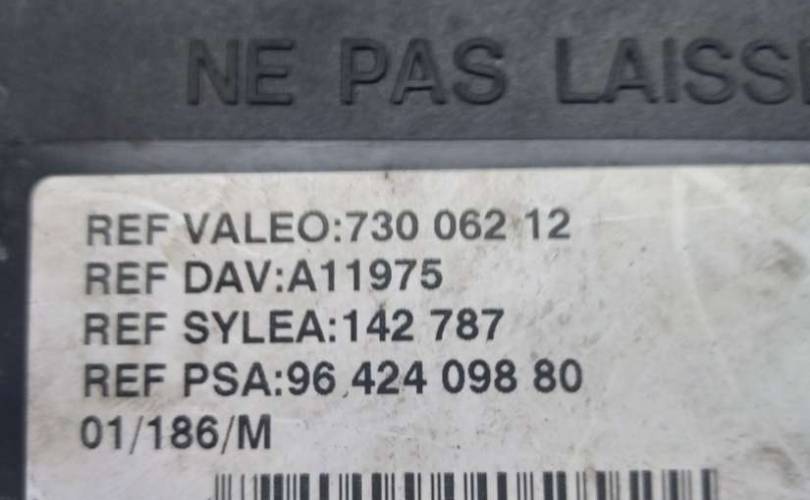 NE PAS LAISS
REF VALEO:730 062 12
REF DAV:A11975
REF SYLEA:142 787
REF PSA:96 424 098 80
01/186/M